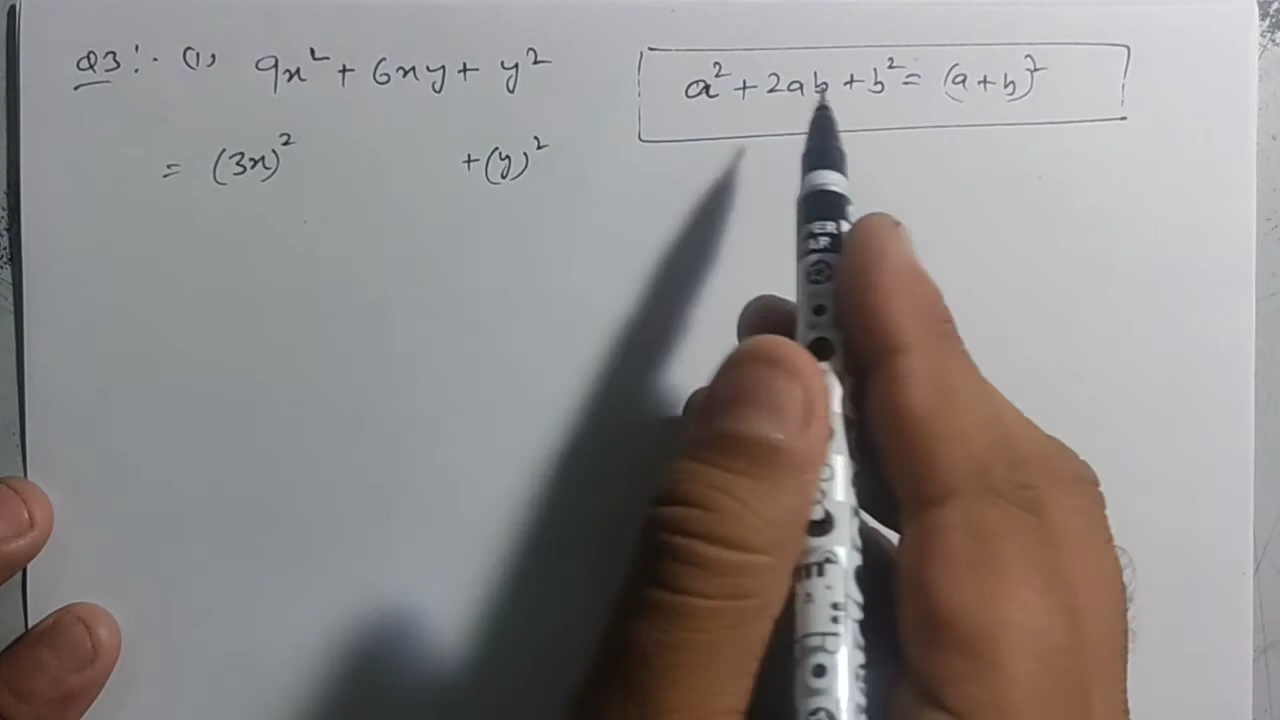 Q3:- (i) 9x² + 6xy + y²
a² + 2ab + b² = (a + b)²
= (3x)² + (y)²